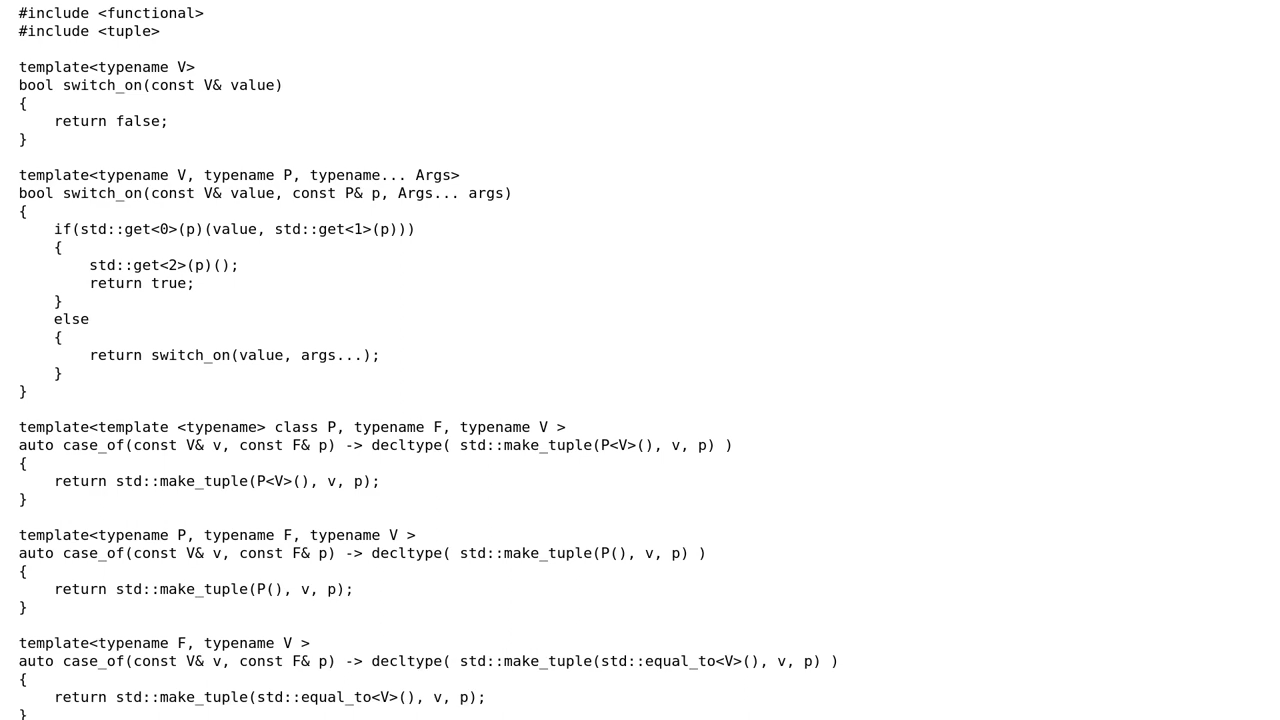 #include <functional>
#include <tuple>

template<typename V>
bool switch_on(const V& value)
{
    return false;
}

template<typename V, typename P, typename... Args>
bool switch_on(const V& value, const P& p, Args... args)
{
    if(std::get<0>(p)(value, std::get<1>(p)))
    {
        std::get<2>(p)();
        return true;
    }
    else
    {
        return switch_on(value, args...);
    }
}

template<template <typename> class P, typename F, typename V >
auto case_of(const V& v, const F& p) -> decltype( std::make_tuple(P<V>(), v, p) )
{
    return std::make_tuple(P<V>(), v, p);
}

template<typename P, typename F, typename V >
auto case_of(const V& v, const F& p) -> decltype( std::make_tuple(P(), v, p) )
{
    return std::make_tuple(P(), v, p);
}

template<typename F, typename V >
auto case_of(const V& v, const F& p) -> decltype( std::make_tuple(std::equal_to<V>(), v, p) )
{
    return std::make_tuple(std::equal_to<V>(), v, p);
}